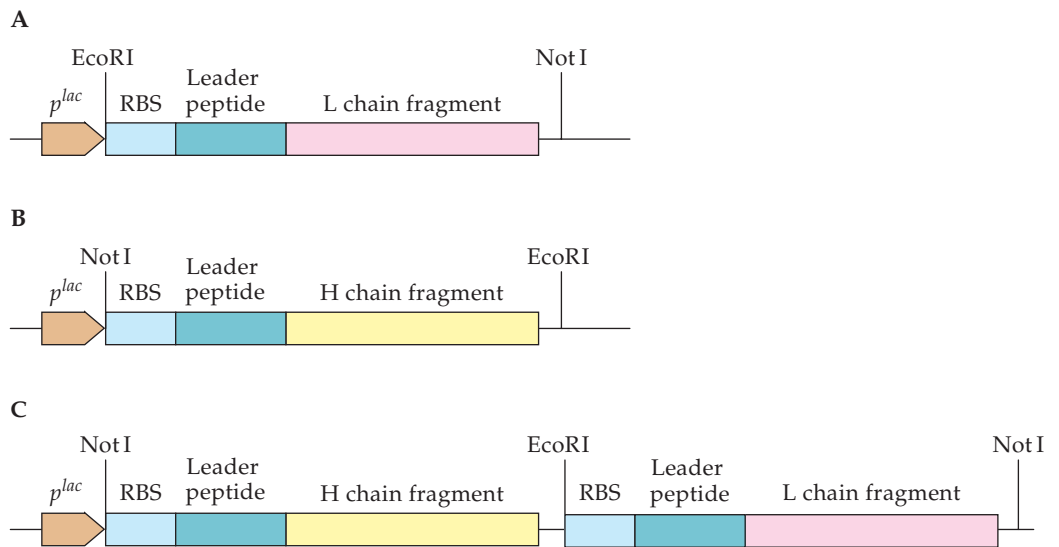 A
EcoRI
Not I
p^lac
RBS
Leader
peptide
L chain fragment
B
Not I
EcoRI
p^lac
RBS
Leader
peptide
H chain fragment
C
Not I
EcoRI
Not I
p^lac
RBS
Leader
peptide
H chain fragment
RBS
Leader
peptide
L chain fragment